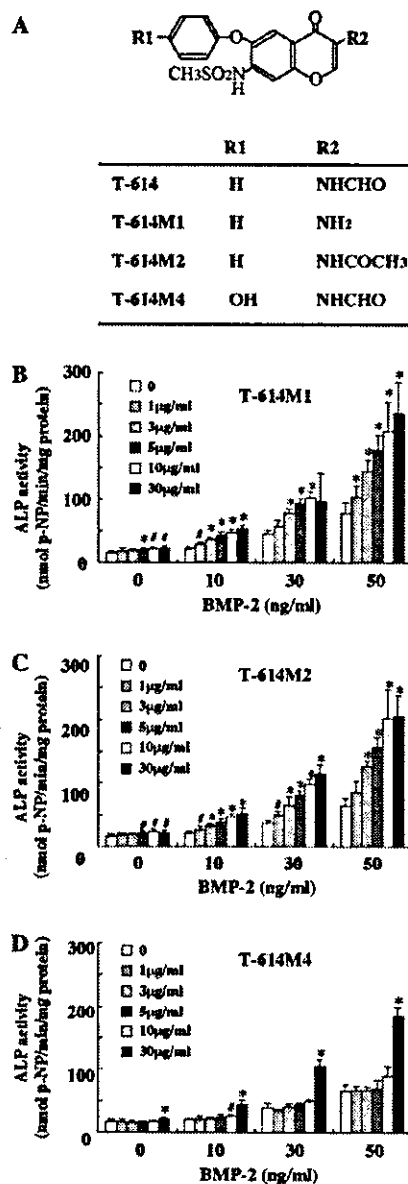 A
R1
O
O
R2
CH3SO2N
H
O
R1 R2
T-614 H NHCHO
T-614M1 H NH2
T-614M2 H NHCOCH3
T-614M4 OH NHCHO
B
T-614M1
ALP activity
(nmol p-NP/min/mg protein)
300
200
100
0
0
1µg/ml
3µg/ml
5µg/ml
10µg/ml
30µg/ml
* # #
# * * * *
* * *
* * * * *
0 10 30 50
BMP-2 (ng/ml)
C
T-614M2
ALP activity
(nmol p-NP/min/mg protein)
300
200
100
0
0
1µg/ml
3µg/ml
5µg/ml
10µg/ml
30µg/ml
# # #
# # * * *
# * * * *
* * * *
0 10 30 50
BMP-2 (ng/ml)
D
T-614M4
ALP activity
(nmol p-NP/min/mg protein)
300
200
100
0
0
1µg/ml
3µg/ml
5µg/ml
10µg/ml
30µg/ml
*
# *
*
*
0 10 30 50
BMP-2 (ng/ml)